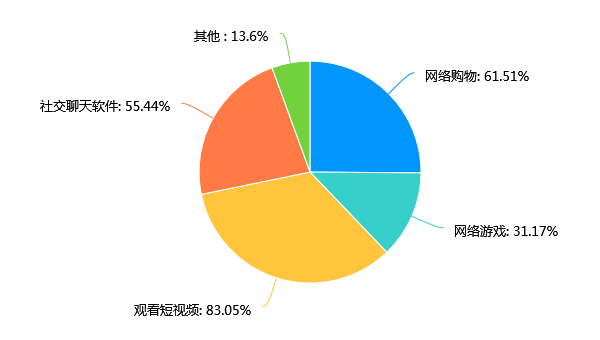 其他 : 13.6%
网络购物: 61.51%
社交聊天软件: 55.44%
网络游戏: 31.17%
观看短视频: 83.05%